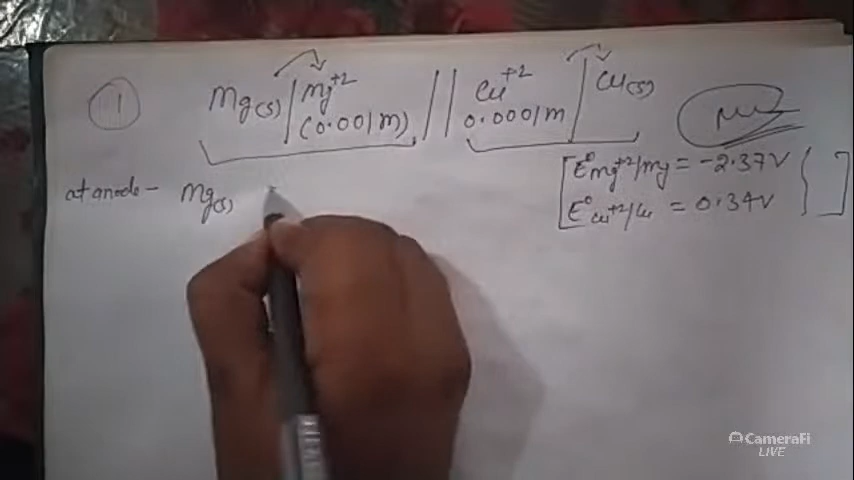 1
Mg(s) | Mg+2 (0.001M) || Cu+2 0.0001M | Cu(s)
[E°Mg+2/Mg = -2.37V
E°Cu+2/Cu = 0.34V
at anode - Mg(s)
CameraFi
LIVE